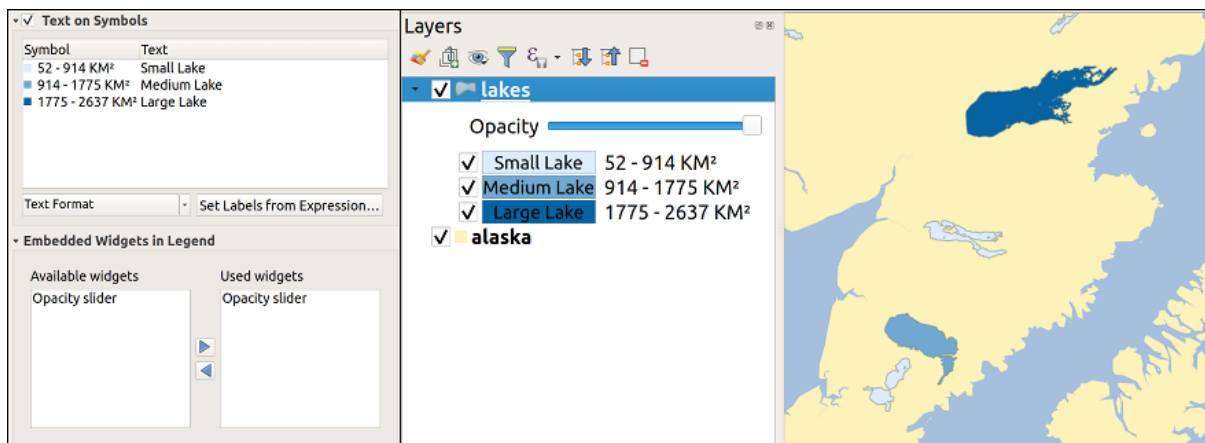 Text on Symbols
Symbol Text
52 - 914 KM² Small Lake
914 - 1775 KM² Medium Lake
1775 - 2637 KM² Large Lake
Text Format
Set Labels from Expression...
Embedded Widgets in Legend
Available widgets
Opacity slider
Used widgets
Opacity slider
Layers
lakes
Opacity
Small Lake 52 - 914 KM²
Medium Lake 914 - 1775 KM²
Large Lake 1775 - 2637 KM²
alaska